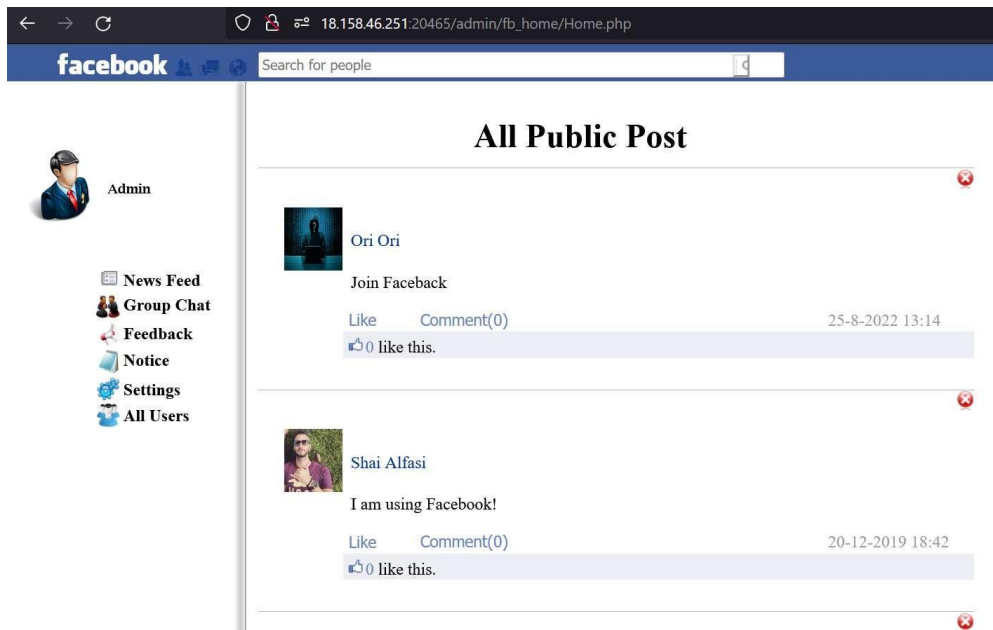 18.158.46.251:20465/admin/fb_home/Home.php
facebook
Search for people
All Public Post
Admin
News Feed
Group Chat
Feedback
Notice
Settings
All Users
Ori Ori
Join Faceback
Like Comment(0) 25-8-2022 13:14
0 like this.
Shai Alfasi
I am using Facebook!
Like Comment(0) 20-12-2019 18:42
0 like this.